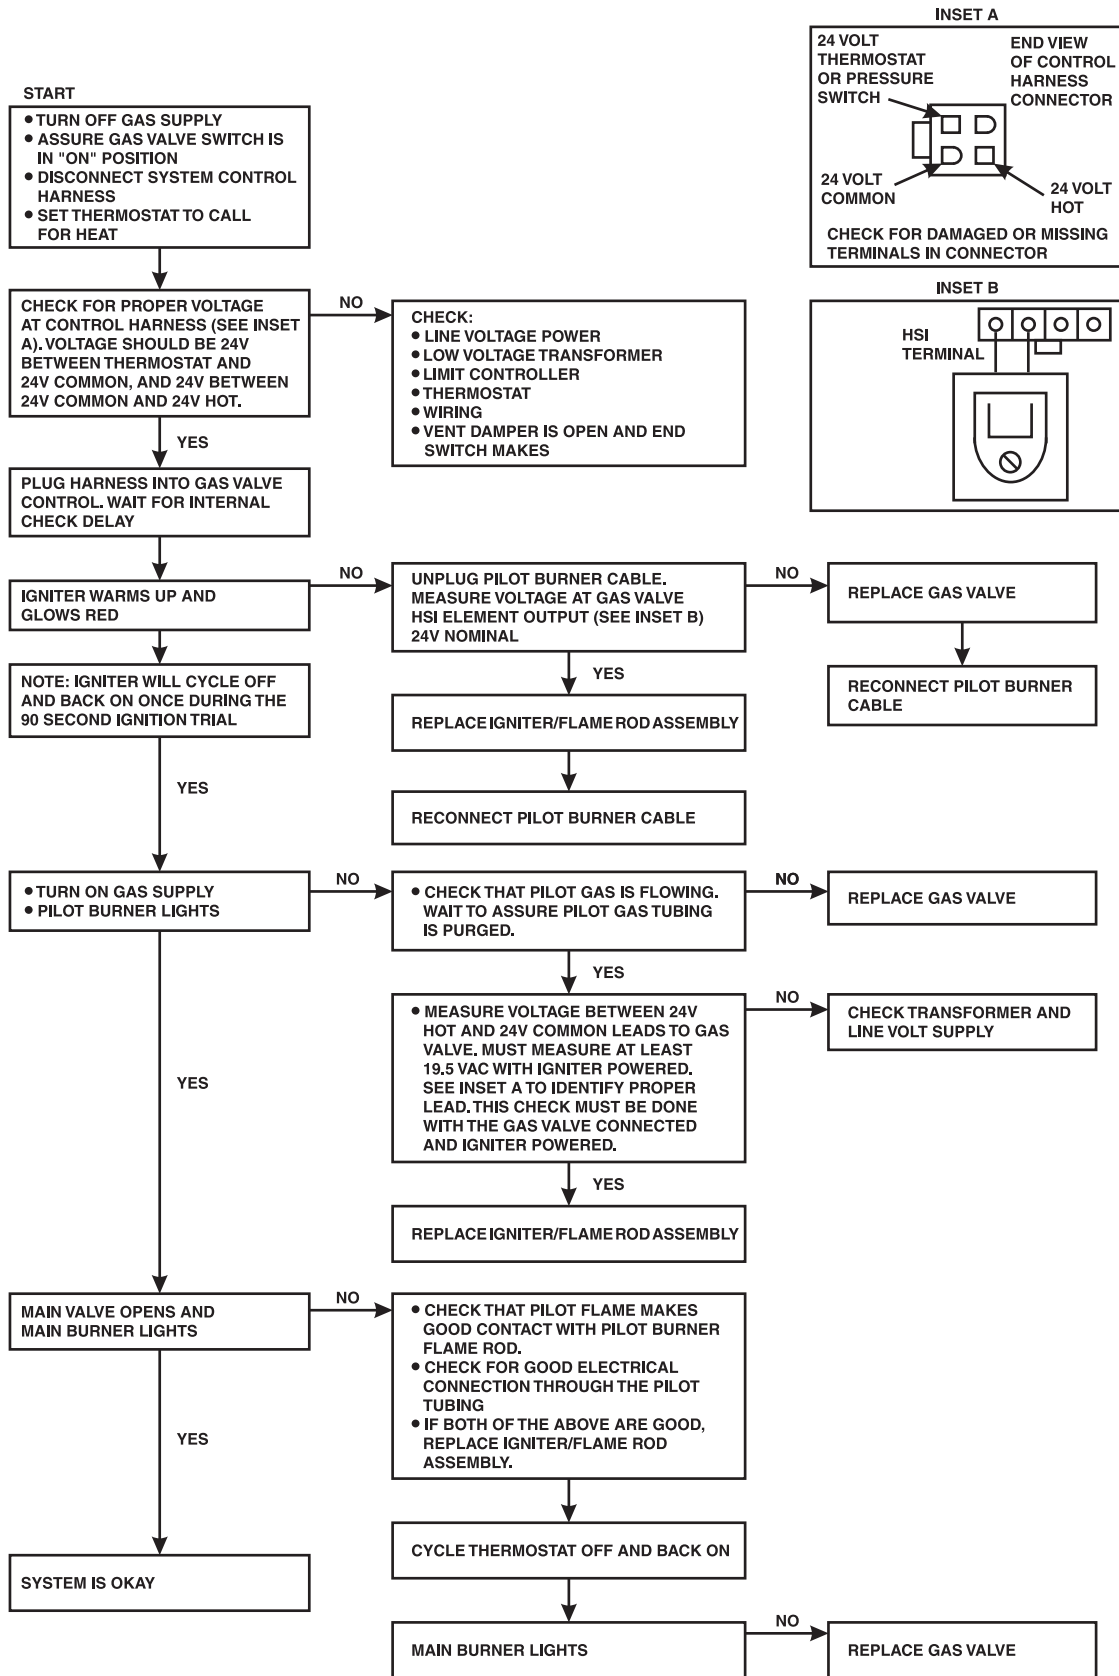 START
• TURN OFF GAS SUPPLY
• ASSURE GAS VALVE SWITCH IS
IN "ON" POSITION
• DISCONNECT SYSTEM CONTROL
HARNESS
• SET THERMOSTAT TO CALL
FOR HEAT
INSET A
24 VOLT
THERMOSTAT
OR PRESSURE
SWITCH
END VIEW
OF CONTROL
HARNESS
CONNECTOR
24 VOLT
COMMON
24 VOLT
HOT
CHECK FOR DAMAGED OR MISSING
TERMINALS IN CONNECTOR
CHECK FOR PROPER VOLTAGE
AT CONTROL HARNESS (SEE INSET
A). VOLTAGE SHOULD BE 24V
BETWEEN THERMOSTAT AND
24V COMMON, AND 24V BETWEEN
24V COMMON AND 24V HOT.
NO
CHECK:
• LINE VOLTAGE POWER
• LOW VOLTAGE TRANSFORMER
• LIMIT CONTROLLER
• THERMOSTAT
• WIRING
• VENT DAMPER IS OPEN AND END
SWITCH MAKES
INSET B
HSI
TERMINAL
YES
PLUG HARNESS INTO GAS VALVE
CONTROL. WAIT FOR INTERNAL
CHECK DELAY
IGNITER WARMS UP AND
GLOWS RED
NO
UNPLUG PILOT BURNER CABLE.
MEASURE VOLTAGE AT GAS VALVE
HSI ELEMENT OUTPUT (SEE INSET B)
24V NOMINAL
NO
REPLACE GAS VALVE
RECONNECT PILOT BURNER
CABLE
YES
REPLACE IGNITER/FLAME ROD ASSEMBLY
RECONNECT PILOT BURNER CABLE
NOTE: IGNITER WILL CYCLE OFF
AND BACK ON ONCE DURING THE
90 SECOND IGNITION TRIAL
YES
• TURN ON GAS SUPPLY
• PILOT BURNER LIGHTS
NO
• CHECK THAT PILOT GAS IS FLOWING.
WAIT TO ASSURE PILOT GAS TUBING
IS PURGED.
NO
REPLACE GAS VALVE
YES
• MEASURE VOLTAGE BETWEEN 24V
HOT AND 24V COMMON LEADS TO GAS
VALVE. MUST MEASURE AT LEAST
19.5 VAC WITH IGNITER POWERED.
SEE INSET A TO IDENTIFY PROPER
LEAD. THIS CHECK MUST BE DONE
WITH THE GAS VALVE CONNECTED
AND IGNITER POWERED.
NO
CHECK TRANSFORMER AND
LINE VOLT SUPPLY
YES
REPLACE IGNITER/FLAME ROD ASSEMBLY
YES
MAIN VALVE OPENS AND
MAIN BURNER LIGHTS
NO
• CHECK THAT PILOT FLAME MAKES
GOOD CONTACT WITH PILOT BURNER
FLAME ROD.
• CHECK FOR GOOD ELECTRICAL
CONNECTION THROUGH THE PILOT
TUBING
• IF BOTH OF THE ABOVE ARE GOOD,
REPLACE IGNITER/FLAME ROD
ASSEMBLY.
YES
SYSTEM IS OKAY
CYCLE THERMOSTAT OFF AND BACK ON
MAIN BURNER LIGHTS
NO
REPLACE GAS VALVE